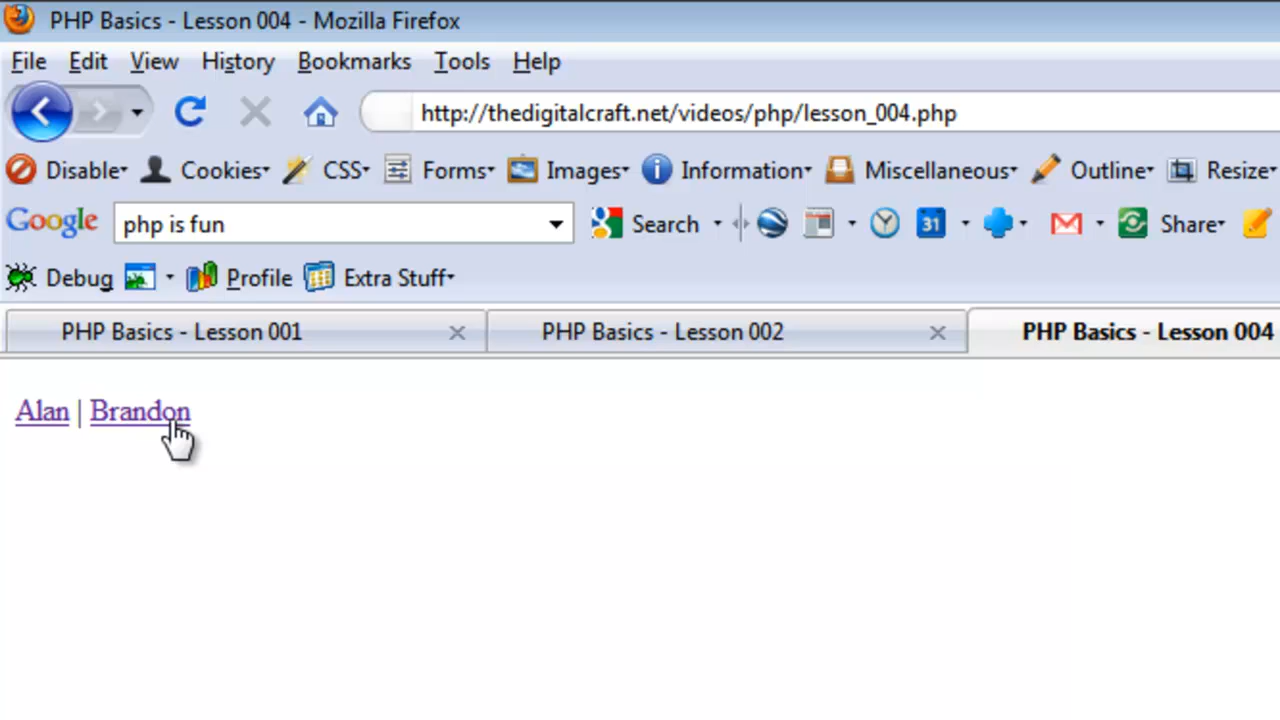 PHP Basics - Lesson 004 - Mozilla Firefox
File Edit View History Bookmarks Tools Help
http://thedigitalcraft.net/videos/php/lesson_004.php
Disable Cookies CSS Forms Images Information Miscellaneous Outline Resize
Google php is fun Search 31 Share
Debug Profile Extra Stuff
PHP Basics - Lesson 001 PHP Basics - Lesson 002 PHP Basics - Lesson 004
Alan | Brandon